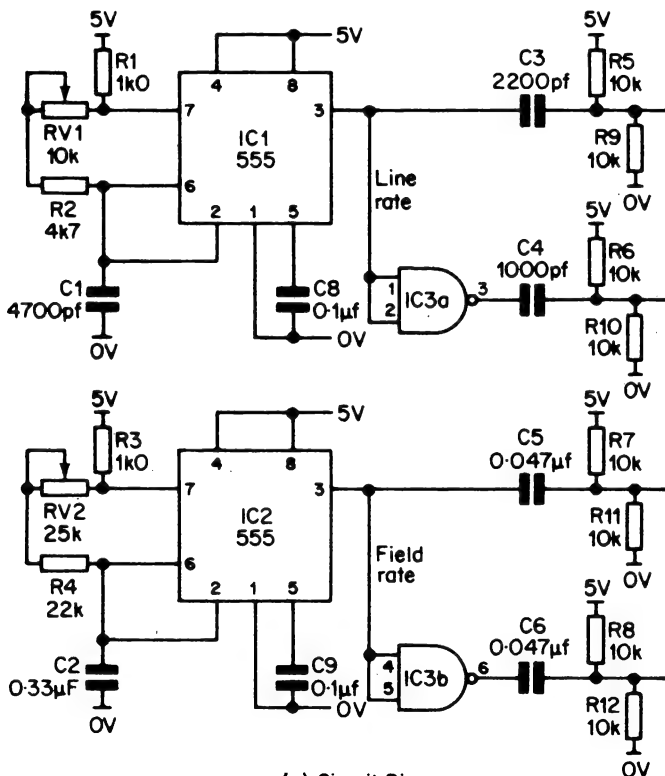 5V
R1
1k0
RV1
10k
R2
4k7
C1
4700pf
0V
4
8
5V
7
3
IC1
555
6
2
1
5
C8
0·1µf
0V
Line
rate
1
2
IC3a
3
C3
2200pf
5V
R5
10k
R9
10k
0V
C4
1000pf
5V
R6
10k
R10
10k
0V
5V
R3
1k0
RV2
25k
R4
22k
C2
0·33µF
0V
4
8
5V
7
3
IC2
555
6
2
1
5
C9
0·1µf
0V
Field
rate
4
5
IC3b
6
C5
0·047µf
5V
R7
10k
R11
10k
0V
C6
0·047µf
5V
R8
10k
R12
10k
0V